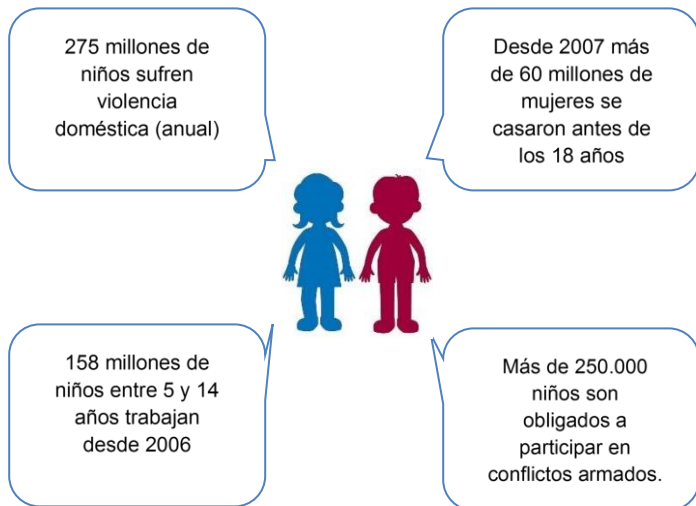 275 millones de
niños sufren
violencia
doméstica (anual)
Desde 2007 más
de 60 millones de
mujeres se
casaron antes de
los 18 años
158 millones de
niños entre 5 y 14
años trabajan
desde 2006
Más de 250.000
niños son
obligados a
participar en
conflictos armados.